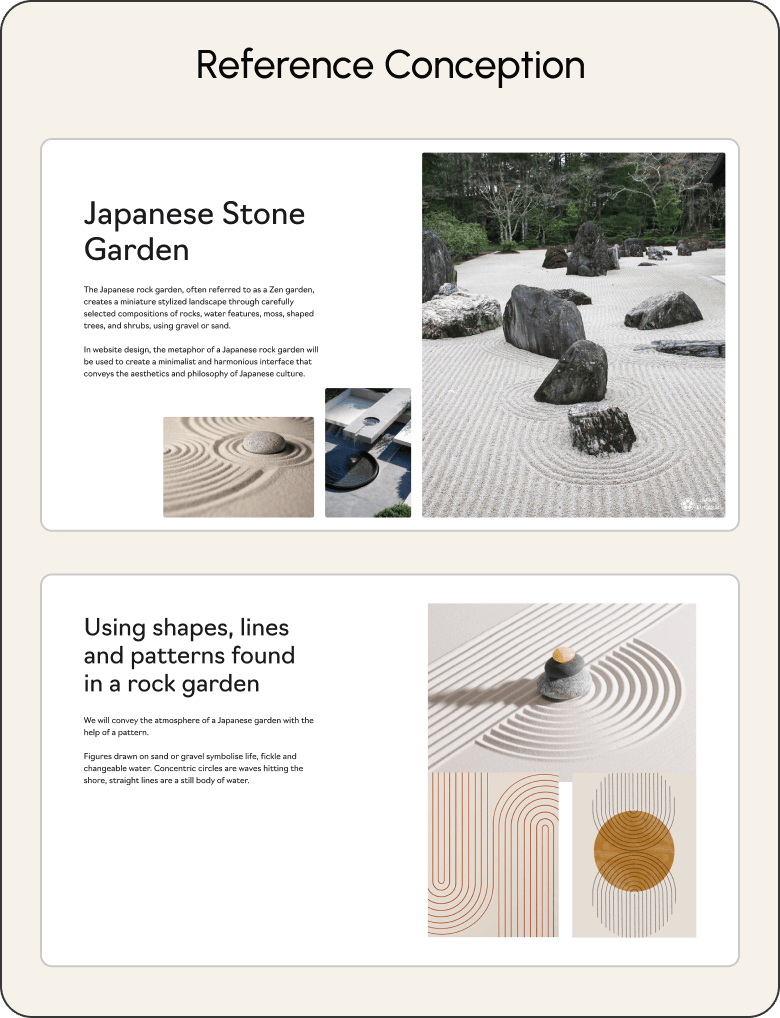 Reference Conception
Japanese Stone
Garden
The Japanese rock garden, often referred to as a Zen garden,
creates a miniature stylized landscape through carefully
selected compositions of rocks, water features, moss, shaped
trees, and shrubs, using gravel or sand.
In website design, the metaphor of a Japanese rock garden will
be used to create a minimalist and harmonious interface that
conveys the aesthetics and philosophy of Japanese culture.
Using shapes, lines
and patterns found
in a rock garden
We will convey the atmosphere of a Japanese garden with the
help of a pattern.
Figures drawn on sand or gravel symbolise life, fickle and
changeable water. Concentric circles are waves hitting the
shore, straight lines are a still body of water.